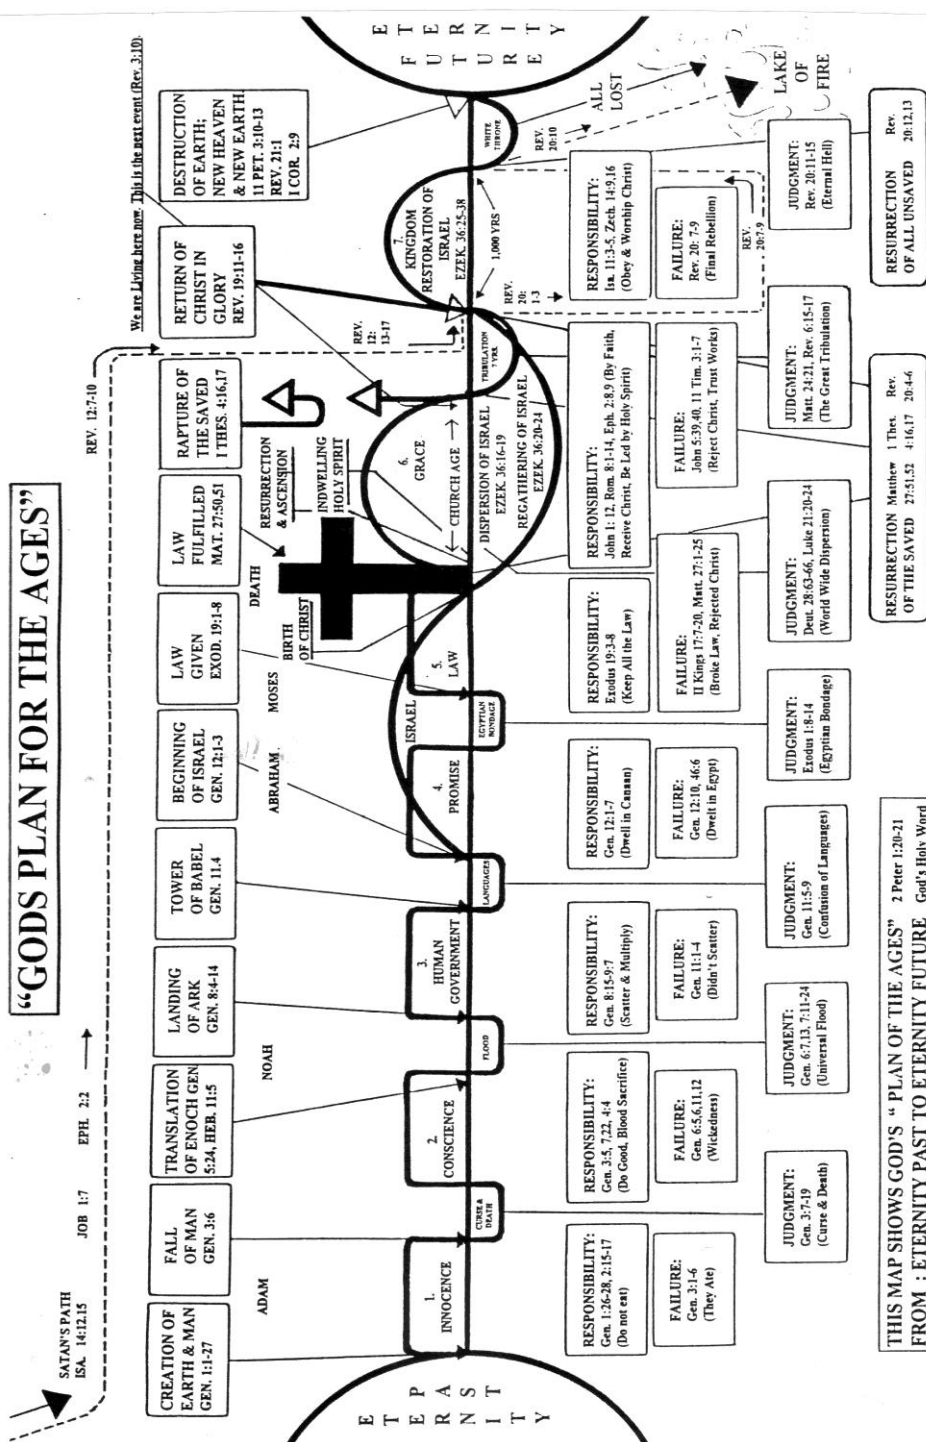 “GODS PLAN FOR THE AGES”
SATAN'S PATH
ISA. 14:12.15
JOB 1:7
EPH. 2:2
REV. 12:7-10
We are Living here now. This is the next event (Rev. 3:10)
CREATION OF
EARTH & MAN
GEN. 1:1-27
FALL
OF MAN
GEN. 3:6
TRANSLATION
OF ENOCH GEN.
5:24, HEB. 11:5
LANDING
OF ARK
GEN. 8:4-14
TOWER
OF BABEL
GEN. 11.4
BEGINNING
OF ISRAEL
GEN. 12:1-3
LAW
GIVEN
EXOD. 19:1-8
LAW
FULFILLED
MAT. 27:50,51
RAPTURE OF
THE SAVED
1 THES. 4:16,17
RETURN OF
CHRIST IN
GLORY
REV. 19:11-16
DESTRUCTION
OF EARTH;
NEW HEAVEN
& NEW EARTH.
11 PET. 3:10-13
REV. 21:1
I COR. 2:9
ADAM
NOAH
ABRAHAM
MOSES
DEATH
BIRTH
OF CHRIST
RESURRECTION
& ASCENSION
INDWELLING
HOLY SPIRIT
REV.
12:
13-17
ETERNITY
PAST
1.
INNOCENCE
CURSE &
DEATH
2.
CONSCIENCE
FLOOD
3.
HUMAN
GOVERNMENT
LANGUAGES
4.
PROMISE
ISRAEL
EGYPTIAN
BONDAGE
5.
LAW
6.
GRACE
CHURCH AGE
DISPERSION OF ISRAEL
EZEK. 36:16-19
REGATHERING OF ISRAEL
EZEK. 36:20-24
TRIBULATION
7 YRS.
7.
KINGDOM
RESTORATION OF
ISRAEL
EZEK. 36:25-38
1,000 YRS
REV.
20:
1-3
WHITE
THRONE
REV.
20:10
ALL
LOST
LAKE
OF
FIRE
ETERNITY
FUTURE
RESPONSIBILITY:
Gen. 1:26-28, 2:15-17
(Do not eat)
RESPONSIBILITY:
Gen. 3:5, 7,22, 4:4
(Do Good, Blood Sacrifice)
RESPONSIBILITY:
Gen. 8:15-9:7
(Scatter & Multiply)
RESPONSIBILITY:
Gen. 12:1-7
(Dwell in Canaan)
RESPONSIBILITY:
Exodus 19:3-8
(Keep All the Law)
RESPONSIBILITY:
John 1: 12, Rom. 8:1-14, Eph. 2:8,9 (By Faith,
Receive Christ, Be Led by Holy Spirit)
RESPONSIBILITY:
Isa. 11:3-5, Zech. 14:9,16
(Obey & Worship Christ)
FAILURE:
Gen. 3:1-6
(They Ate)
FAILURE:
Gen. 6:5,6,11,12
(Wickedness)
FAILURE:
Gen. 11:1-4
(Didn't Scatter)
FAILURE:
Gen. 12:10, 46:6
(Dwelt in Egypt)
FAILURE:
II Kings 17:7-20, Matt. 27:1-25
(Broke Law, Rejected Christ)
FAILURE:
John 5:39,40, 11 Tim. 3:1-7
(Reject Christ, Trust Works)
FAILURE:
Rev. 20: 7-9
(Final Rebellion)
REV.
20:7-9
JUDGMENT:
Gen. 3:7-19
(Curse & Death)
JUDGMENT:
Gen. 6:7,13, 7:11-24
(Universal Flood)
JUDGMENT:
Gen. 11:5-9
(Confusion of Languages)
JUDGMENT:
Exodus 1:8-14
(Egyptian Bondage)
JUDGMENT:
Deut. 28:63-66, Luke 21:20-24
(World Wide Dispersion)
JUDGMENT:
Matt. 24:21, Rev. 6:15-17
(The Great Tribulation)
JUDGMENT:
Rev. 20:11-15
(Eternal Hell)
THIS MAP SHOWS GOD'S “ PLAN OF THE AGES” 2 Peter 1:20-21
FROM : ETERNITY PAST TO ETERNITY FUTURE God's Holy Word
RESURRECTION Matthew 1 Thes. Rev.
OF THE SAVED 27:51,52 4:16,17 20:4-6
RESURRECTION Rev.
OF ALL UNSAVED 20:12,13